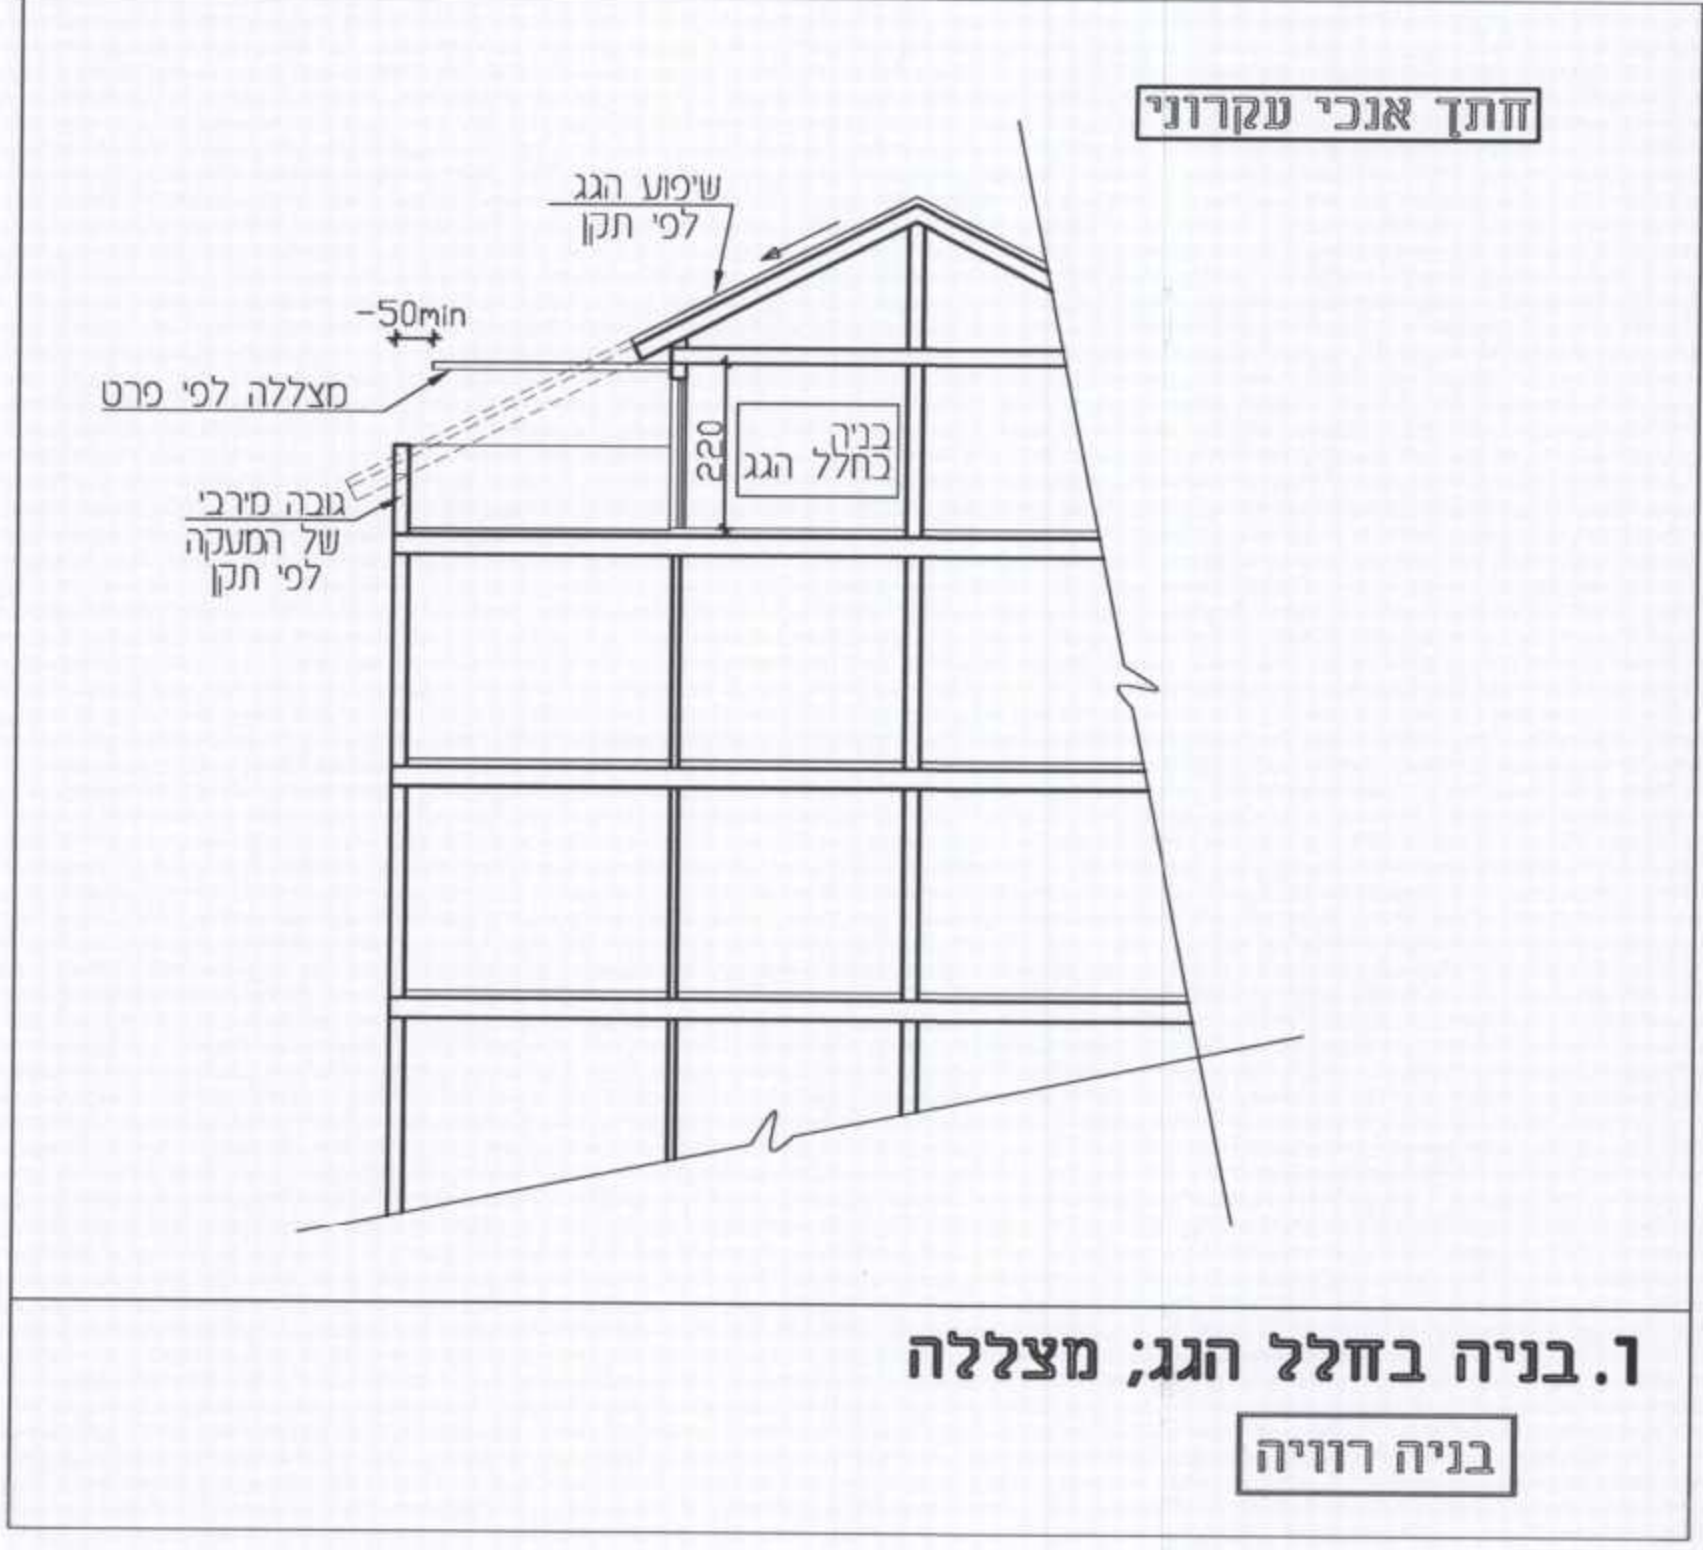 חתך אנכי עקרוני
שיפוע הגג
לפי תקן
-50min
מצללה לפי פרט
220
בניה
בחלל הגג
גובה מירבי
של המעקה
לפי תקן
ו. בניה בחלל הגג; מצללה
בניה רוויה